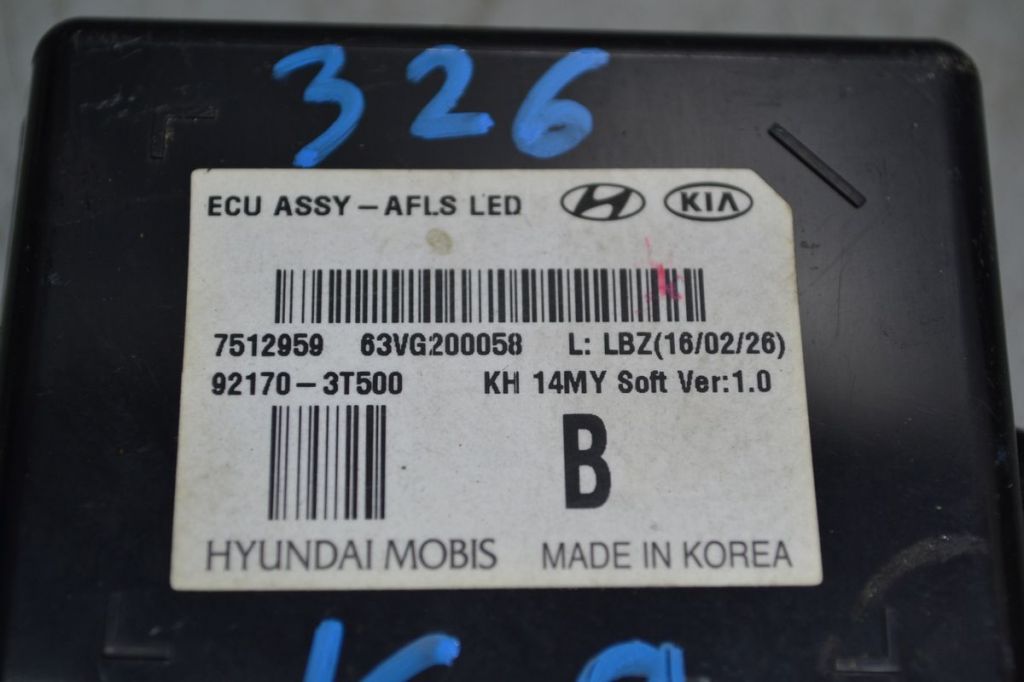 326
ECU ASSY-AFLS LED KIA
7512959 63VG200058 L: LBZ(16/02/26)
92170-3T500 KH 14MY Soft Ver:1.0
B
HYUNDAI MOBIS MADE IN KOREA